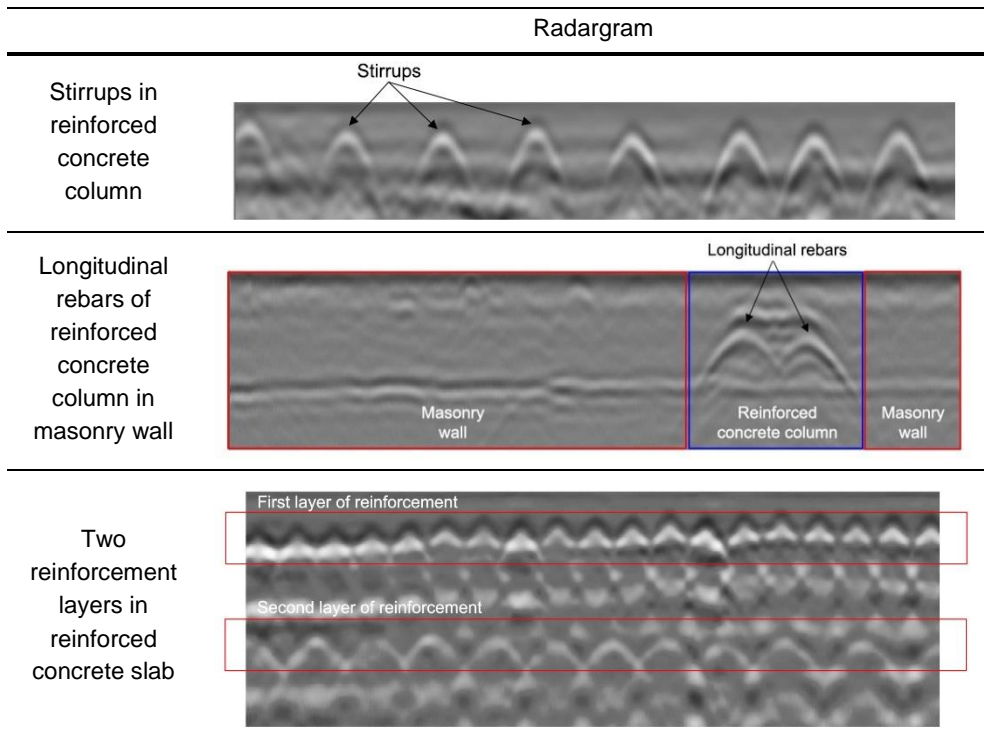 Radargram
Stirrups in
reinforced
concrete
column
Stirrups
Longitudinal
rebars of
reinforced
concrete
column in
masonry wall
Longitudinal rebars
Masonry
wall
Reinforced
concrete column
Masonry
wall
Two
reinforcement
layers in
reinforced
concrete slab
First layer of reinforcement
Second layer of reinforcement